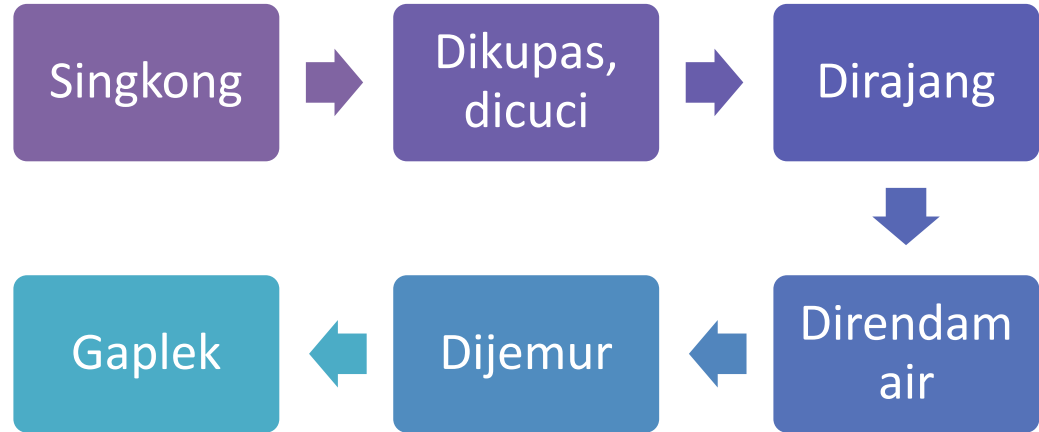 Singkong
Dikupas,
dicuci
Dirajang
Direndam
air
Dijemur
Gaplek